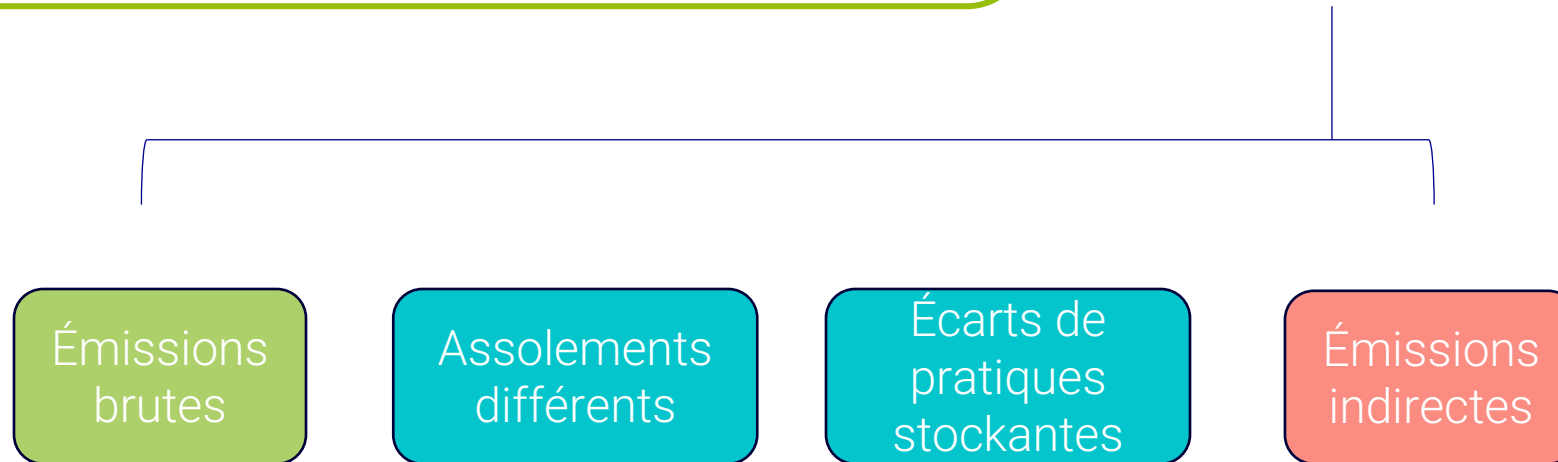 Émissions
brutes
Assolements
différents
Écarts de
pratiques
stockantes
Émissions
indirectes